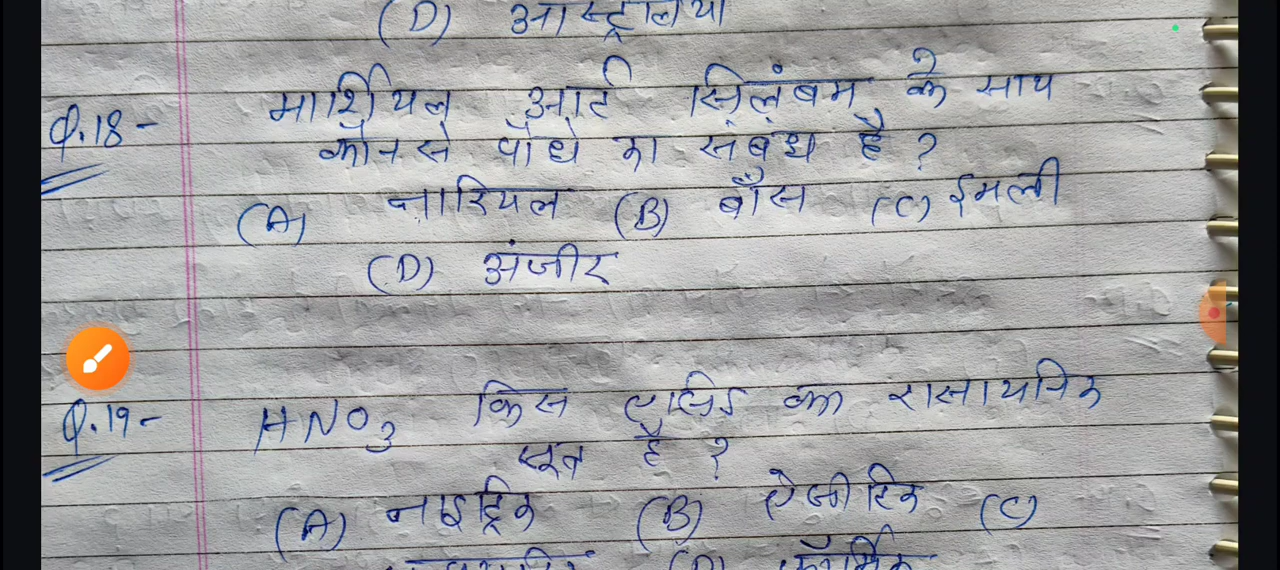 (D) आस्ट्रेलिया
Q.18- मार्शियल आर्ट सिलंबम के साथ
कौन से पौधे का संबंध है ?
(A) नारियल (B) बाँस (C) ईमली
(D) अंजीर
Q.19- HNO3 किस एसिड का रासायनिक
सूत्र है ?
(A) नाइट्रिक (B) ऐसीटिक (C)
(D) फॉर्मिक